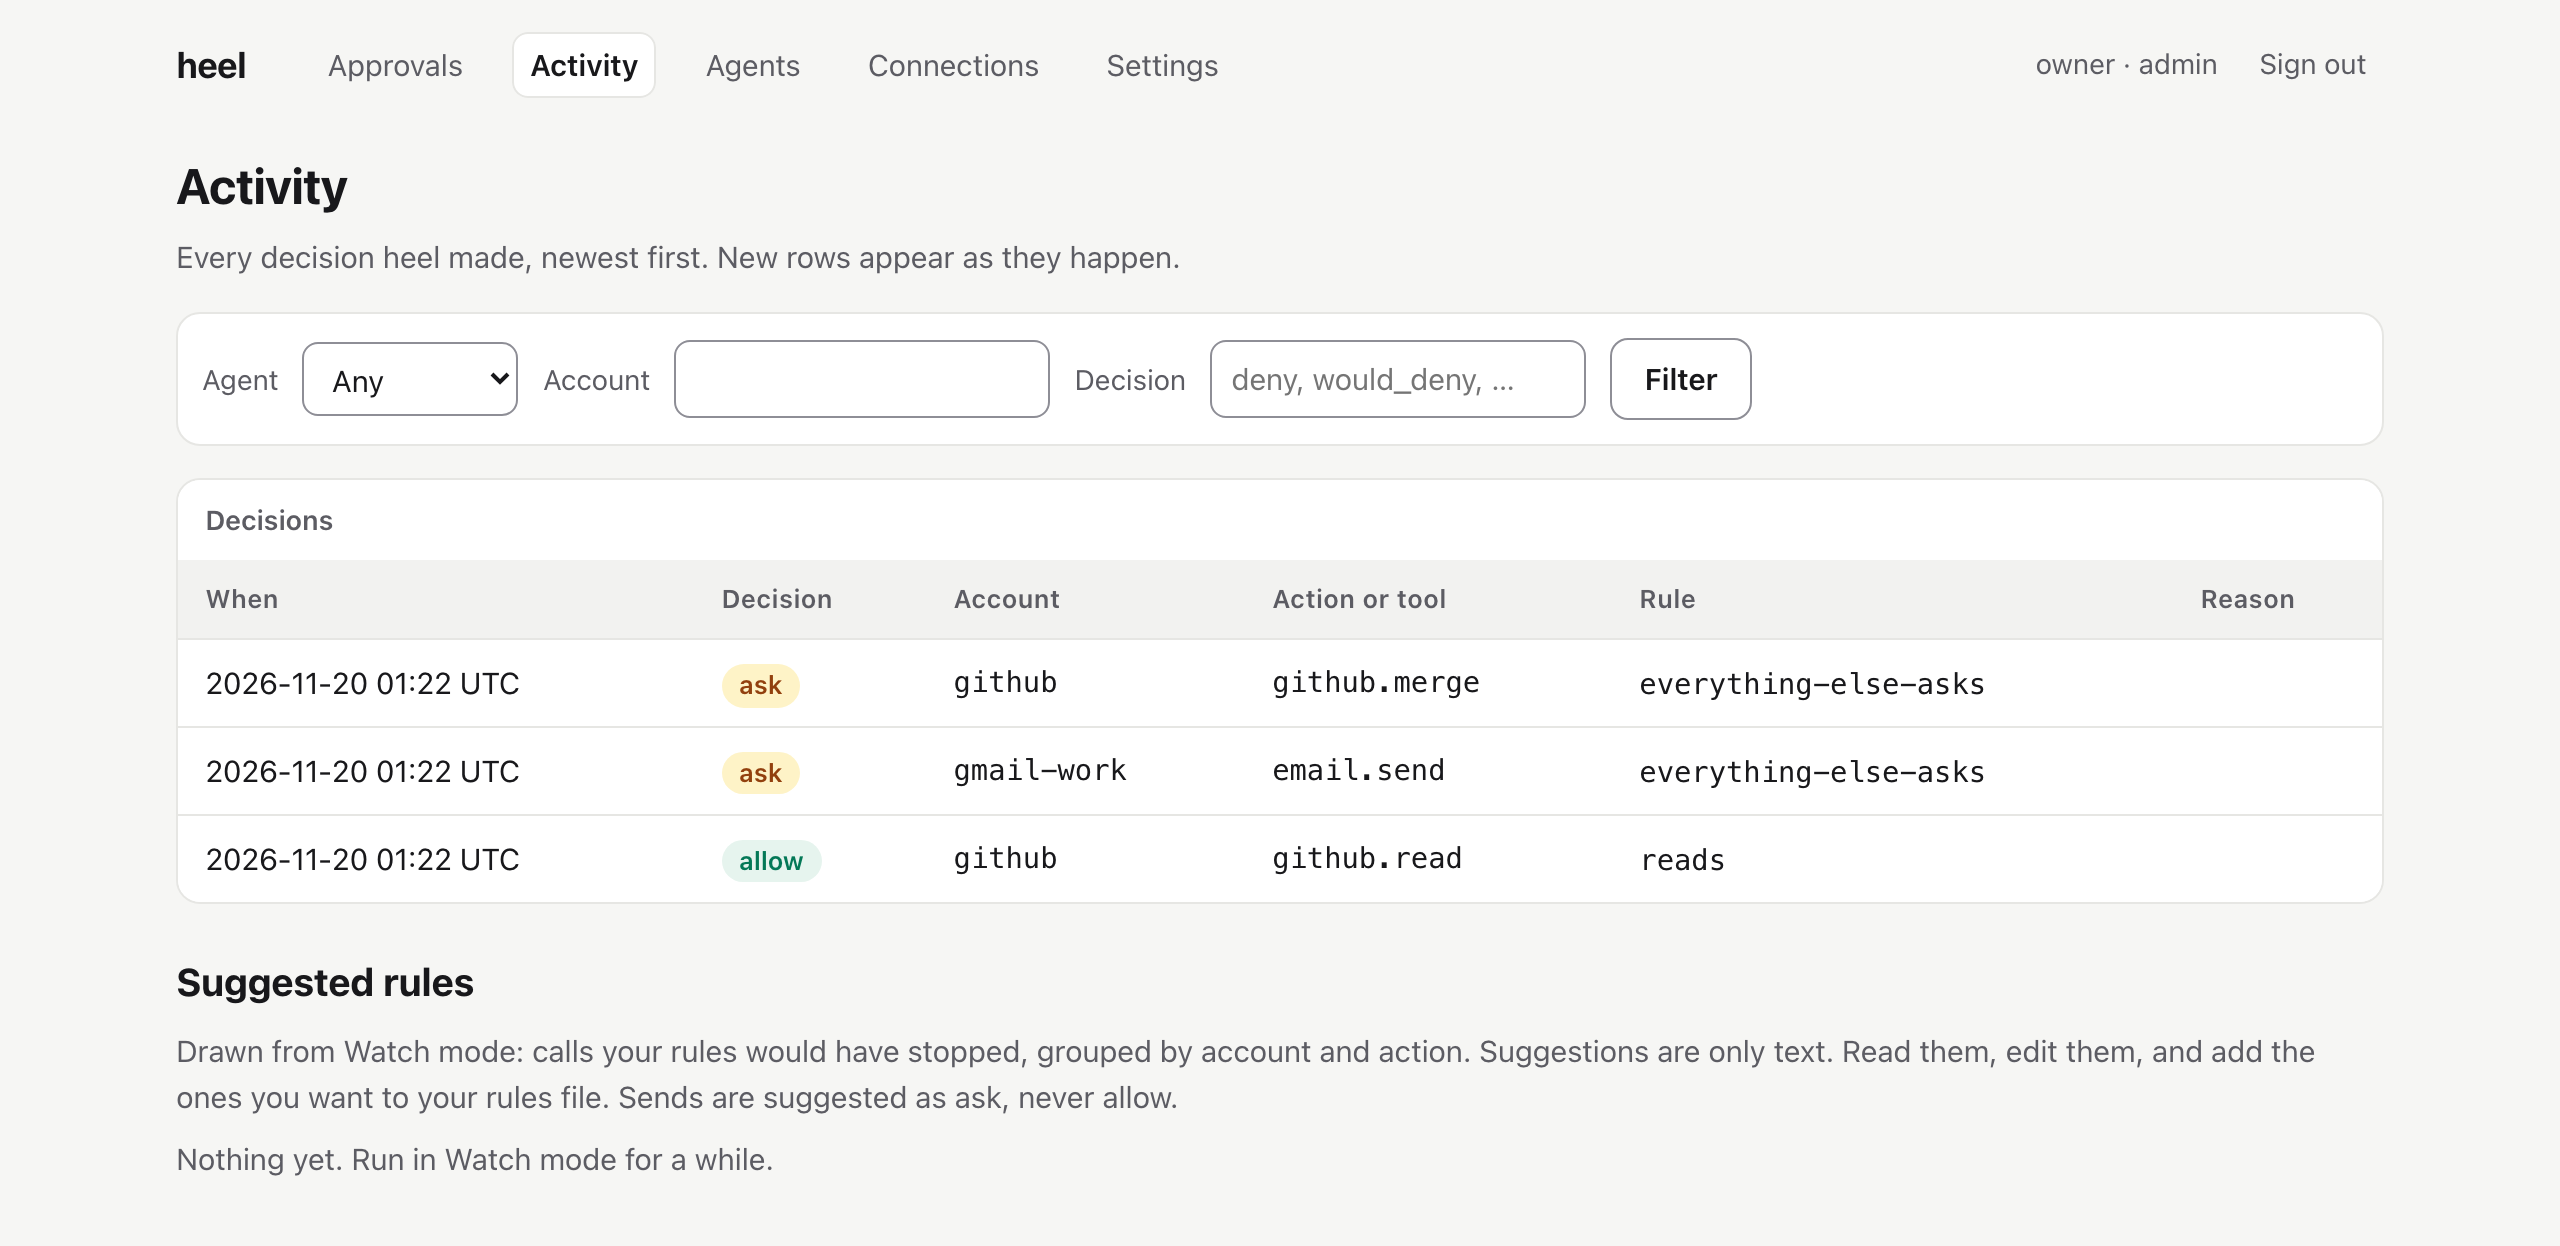 heel Approvals Activity Agents Connections Settings owner · admin Sign out
Activity
Every decision heel made, newest first. New rows appear as they happen.
Agent Any Account Decision deny, would_deny, ... Filter
Decisions
When Decision Account Action or tool Rule Reason
2026-11-20 01:22 UTC ask github github.merge everything-else-asks
2026-11-20 01:22 UTC ask gmail-work email.send everything-else-asks
2026-11-20 01:22 UTC allow github github.read reads
Suggested rules
Drawn from Watch mode: calls your rules would have stopped, grouped by account and action. Suggestions are only text. Read them, edit them, and add the
ones you want to your rules file. Sends are suggested as ask, never allow.
Nothing yet. Run in Watch mode for a while.